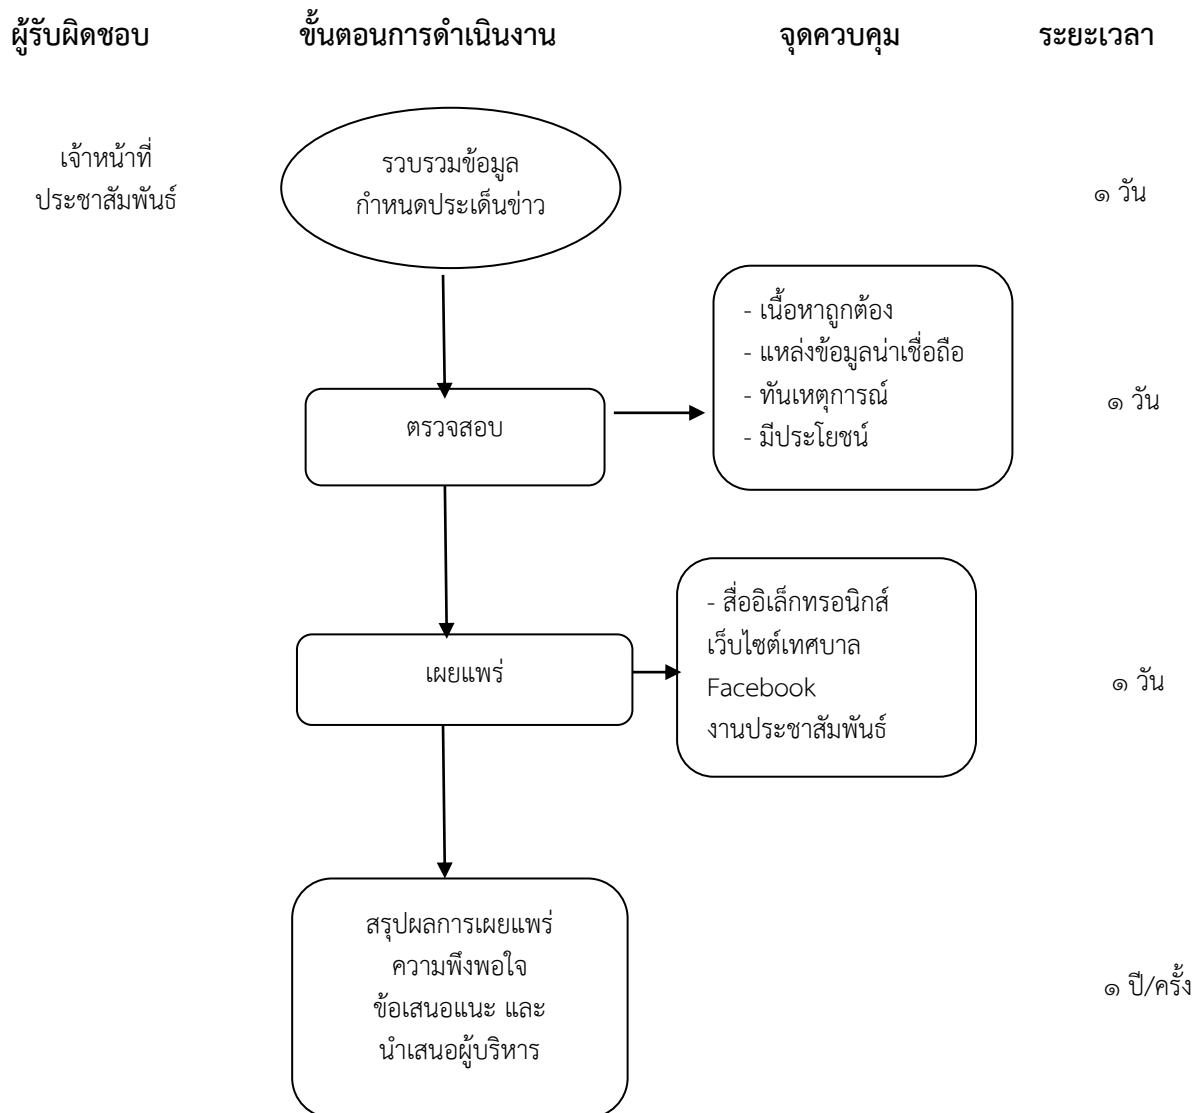 ผู้รับผิดชอบ ขั้นตอนการดำเนินงาน จุดควบคุม ระยะเวลา
เจ้าหน้าที่
ประชาสัมพันธ์
รวบรวมข้อมูล
กำหนดประเด็นข่าว
๑ วัน
ตรวจสอบ
- เนื้อหาถูกต้อง
- แหล่งข้อมูลน่าเชื่อถือ
- ทันเหตุการณ์
- มีประโยชน์
๑ วัน
เผยแพร่
- สื่ออิเล็กทรอนิกส์
เว็บไซต์เทศบาล
Facebook
งานประชาสัมพันธ์
๑ วัน
สรุปผลการเผยแพร่
ความพึงพอใจ
ข้อเสนอแนะ และ
นำเสนอผู้บริหาร
๑ ปี/ครั้ง